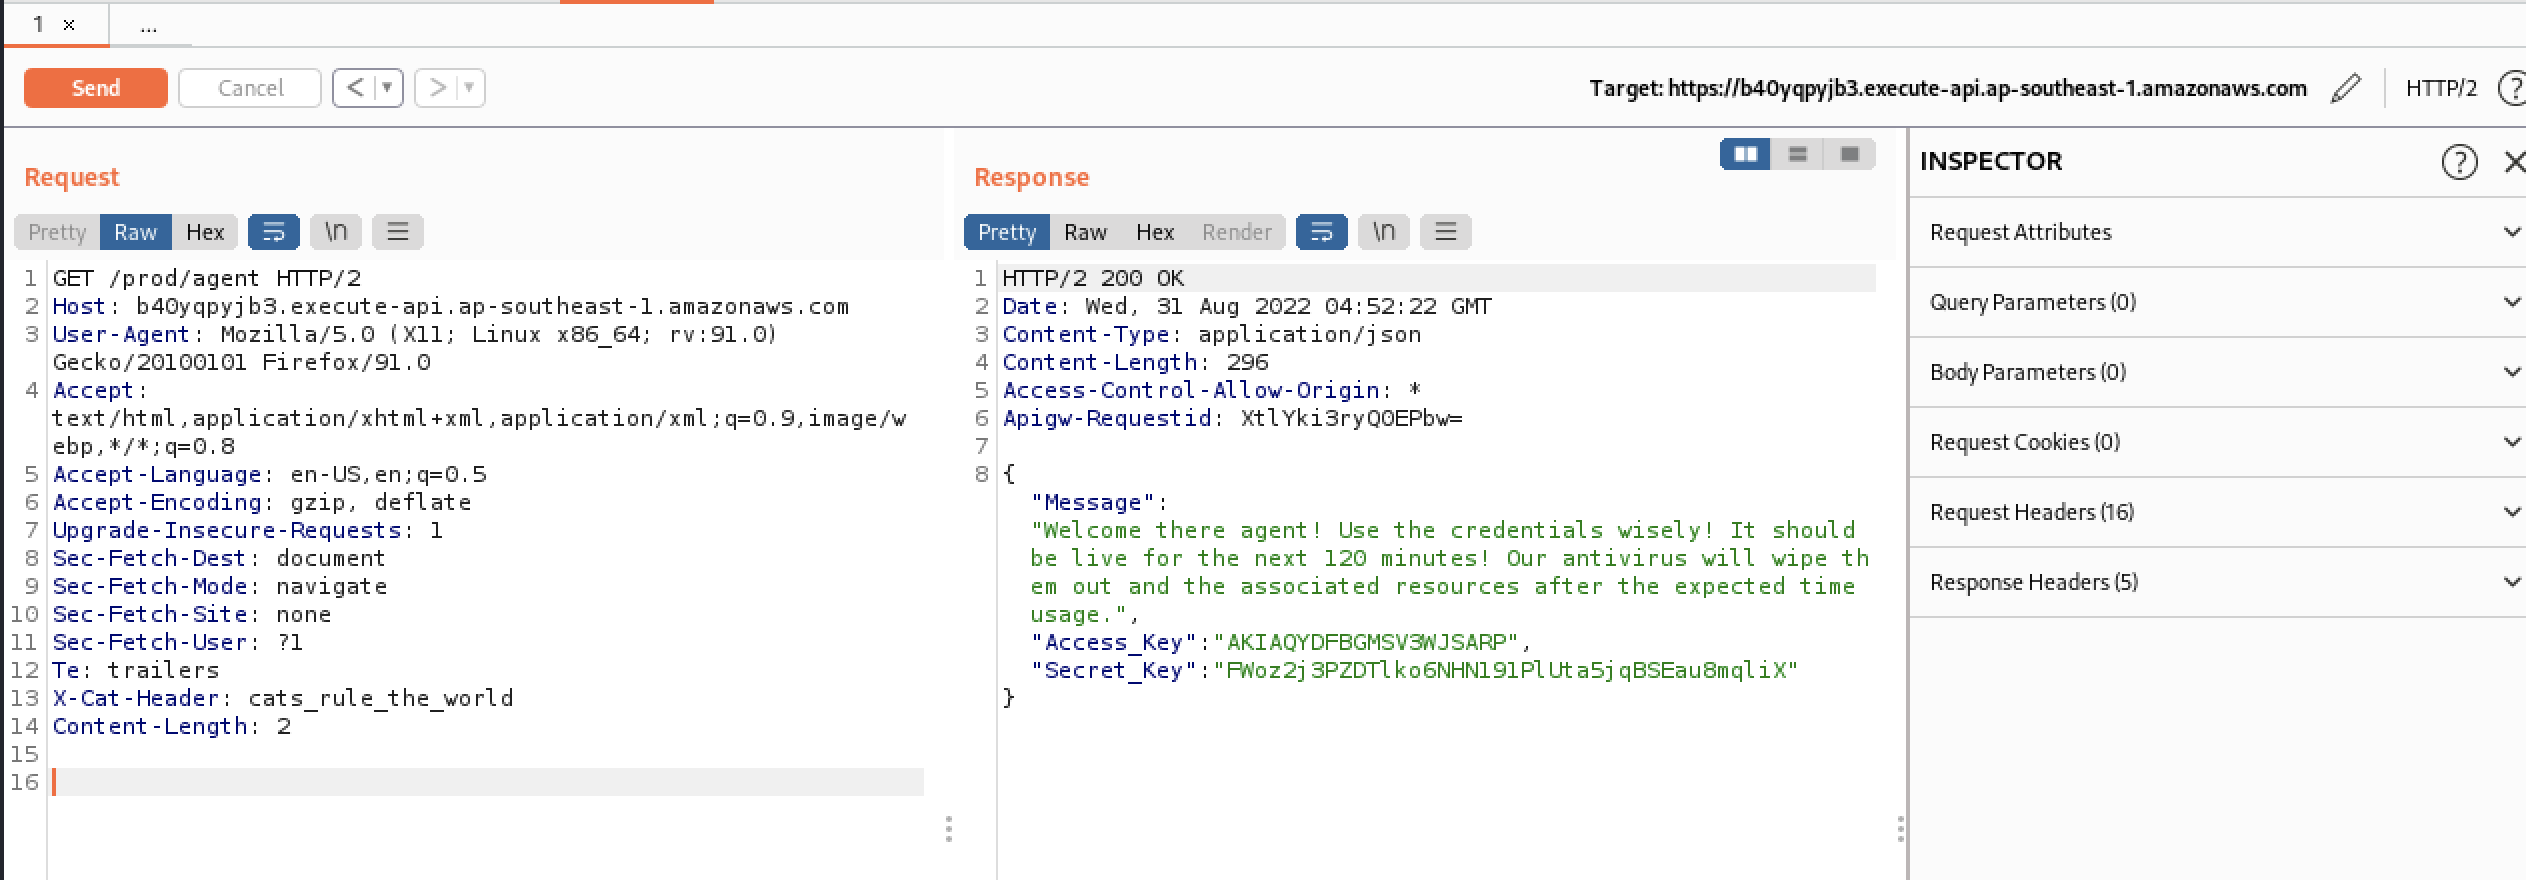 1 × ...
Send Cancel < > Target: https://b40yqpyjb3.execute-api.ap-southeast-1.amazonaws.com HTTP/2 ?
Request
Pretty Raw Hex \n
1 GET /prod/agent HTTP/2
2 Host: b40yqpyjb3.execute-api.ap-southeast-1.amazonaws.com
3 User-Agent: Mozilla/5.0 (X11; Linux x86_64; rv:91.0)
Gecko/20100101 Firefox/91.0
4 Accept:
text/html,application/xhtml+xml,application/xml;q=0.9,image/w
ebp,*/*;q=0.8
5 Accept-Language: en-US,en;q=0.5
6 Accept-Encoding: gzip, deflate
7 Upgrade-Insecure-Requests: 1
8 Sec-Fetch-Dest: document
9 Sec-Fetch-Mode: navigate
10 Sec-Fetch-Site: none
11 Sec-Fetch-User: ?1
12 Te: trailers
13 X-Cat-Header: cats_rule_the_world
14 Content-Length: 2
15
16
Response
Pretty Raw Hex Render \n
1 HTTP/2 200 OK
2 Date: Wed, 31 Aug 2022 04:52:22 GMT
3 Content-Type: application/json
4 Content-Length: 296
5 Access-Control-Allow-Origin: *
6 Apigw-Requestid: XtlYki3ryQ0EPbw=
7
8 {
"Message":
"Welcome there agent! Use the credentials wisely! It should
be live for the next 120 minutes! Our antivirus will wipe th
em out and the associated resources after the expected time
usage.",
"Access_Key":"AKIAQYDFBGMSV3WJSARP",
"Secret_Key":"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"
}
INSPECTOR ?
Request Attributes
Query Parameters (0)
Body Parameters (0)
Request Cookies (0)
Request Headers (16)
Response Headers (5)